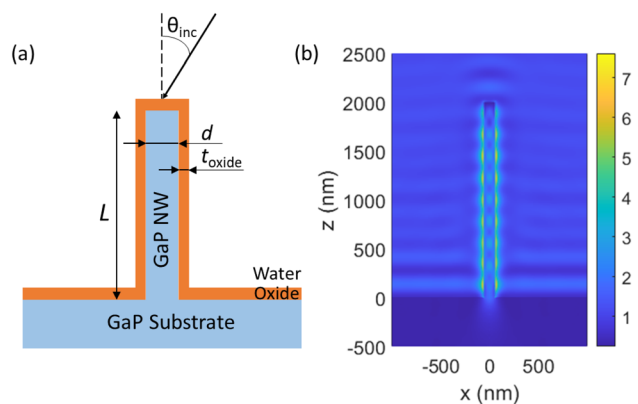 (a)
θinc
d
toxide
L
GaP NW
Water
Oxide
GaP Substrate
(b)
2500
2000
1500
1000
500
0
-500
z (nm)
-500 0 500
x (nm)
7
6
5
4
3
2
1